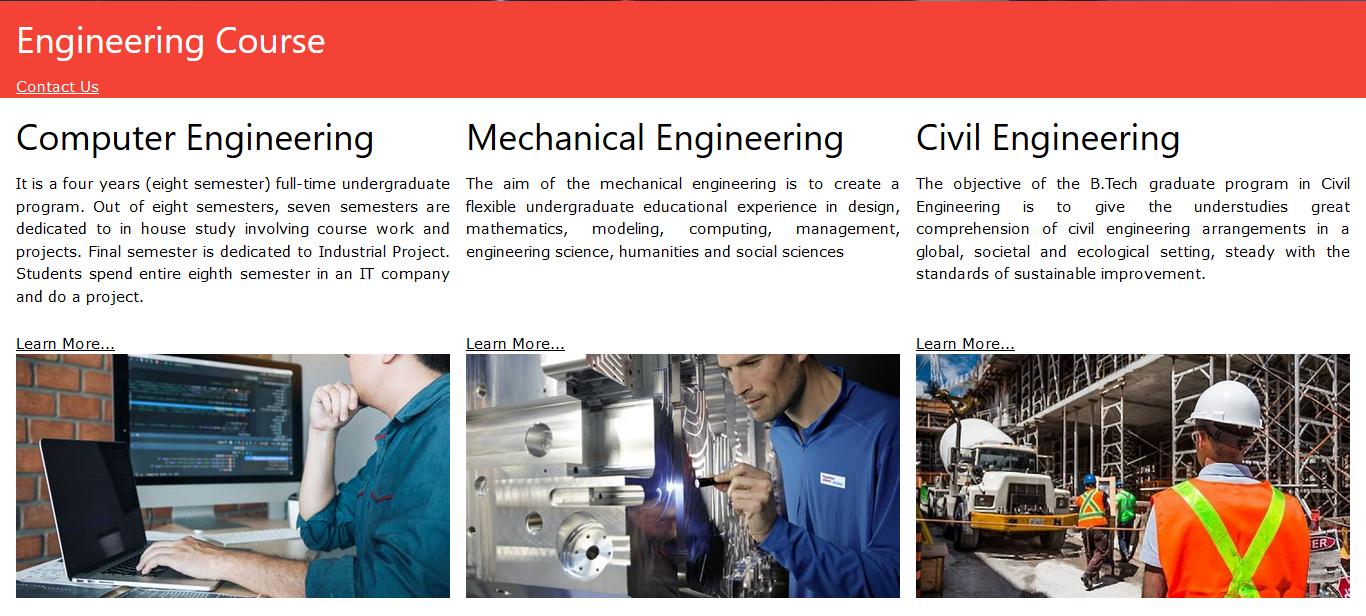 Engineering Course
Contact Us
Computer Engineering
It is a four years (eight semester) full-time undergraduate
program. Out of eight semesters, seven semesters are
dedicated to in house study involving course work and
projects. Final semester is dedicated to Industrial Project.
Students spend entire eighth semester in an IT company
and do a project.
Learn More...
Mechanical Engineering
The aim of the mechanical engineering is to create a
flexible undergraduate educational experience in design,
mathematics, modeling, computing, management,
engineering science, humanities and social sciences
Learn More...
Civil Engineering
The objective of the B.Tech graduate program in Civil
Engineering is to give the understudies great
comprehension of civil engineering arrangements in a
global, societal and ecological setting, steady with the
standards of sustainable improvement.
Learn More...